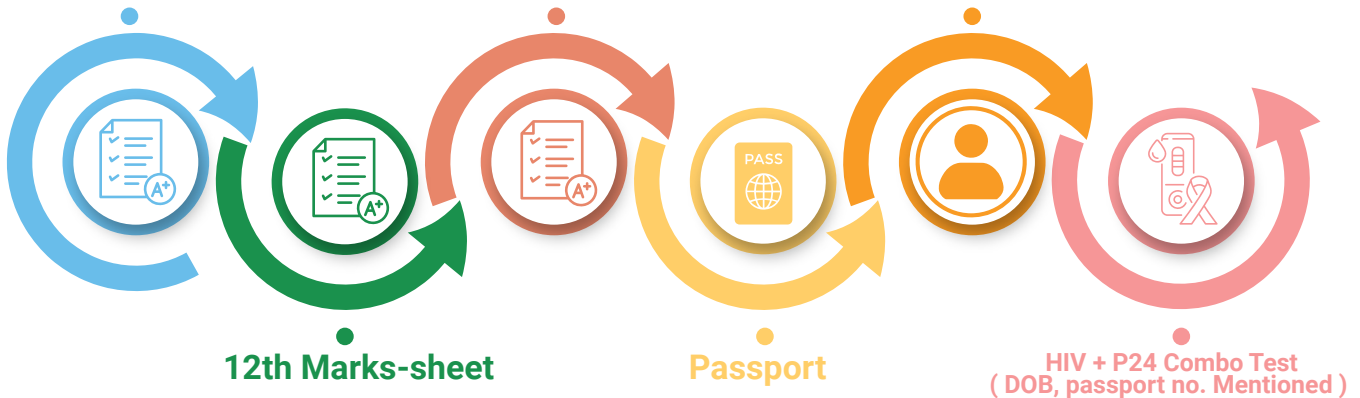 A+
A+
A+
PASS
12th Marks-sheet
Passport
HIV + P24 Combo Test
( DOB, passport no. Mentioned )